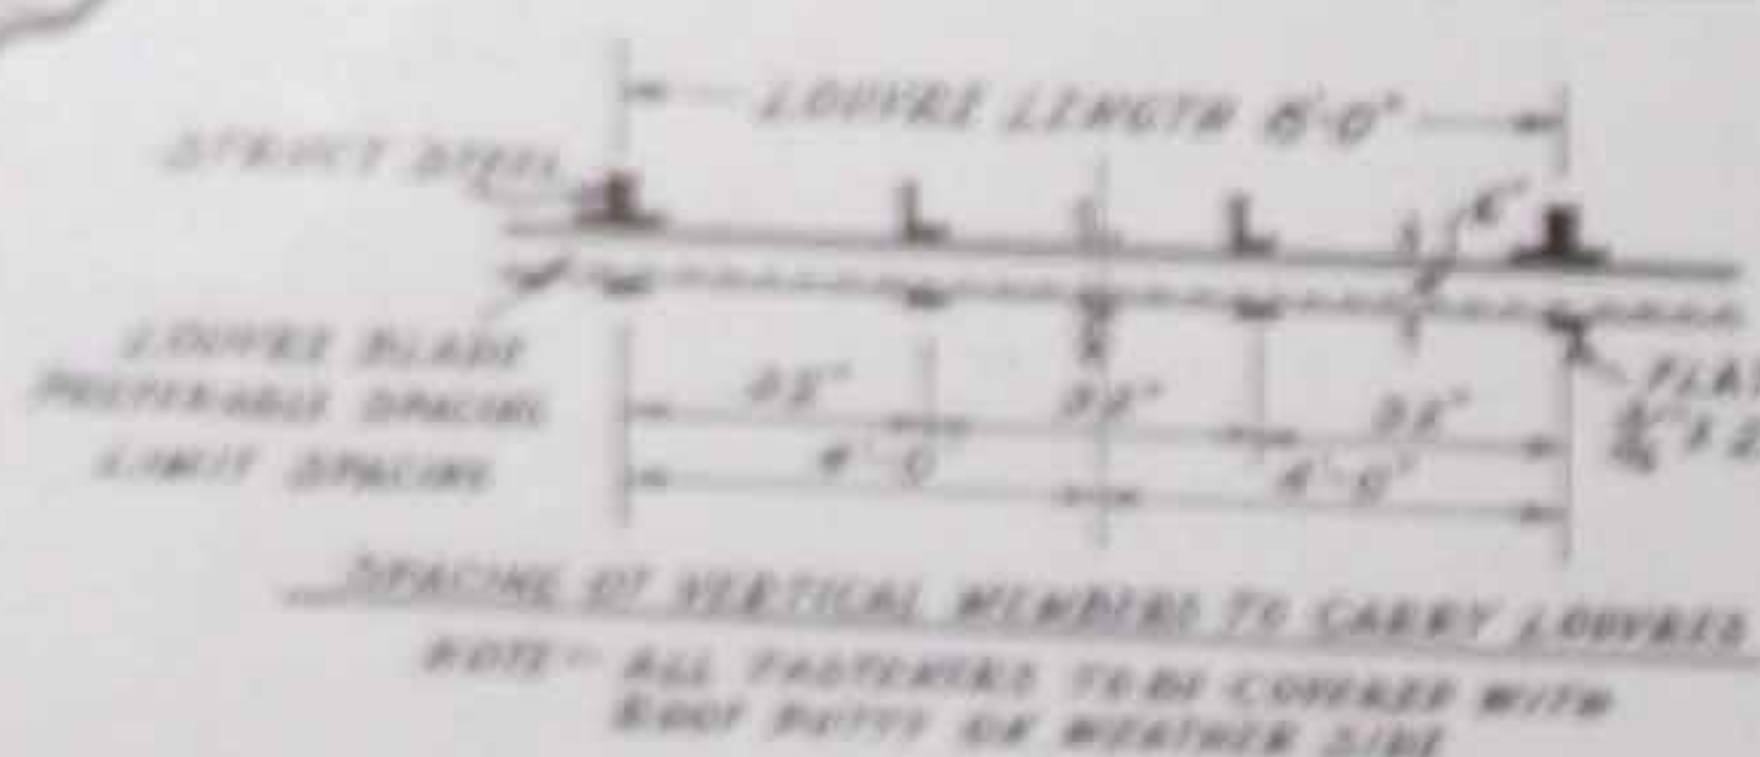 LOUVRE LENGTH 8'-0"
STRUCT STEEL
6"
LOUVRE BLADE
PREFERABLE SPACING
32" 32" 32"
LIMIT SPACING
4'-0" 4'-0"
SPACING OF VERTICAL MEMBERS TO CARRY LOUVRES
NOTE - ALL FASTENERS TO BE COVERED WITH
ROOF PUTTY ON WEATHER SIDE